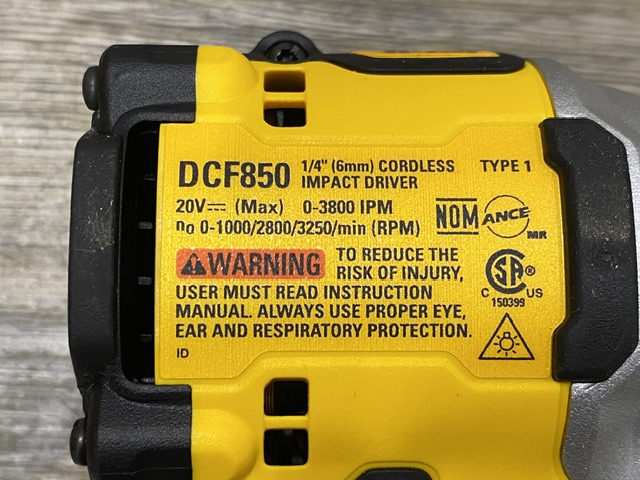 DCF850 1/4" (6mm) CORDLESS IMPACT DRIVER TYPE 1
20V⎓ (Max) 0-3800 IPM
n₀ 0-1000/2800/3250/min (RPM)
NOM ANCE MR
WARNING TO REDUCE THE
RISK OF INJURY,
USER MUST READ INSTRUCTION
MANUAL. ALWAYS USE PROPER EYE,
EAR AND RESPIRATORY PROTECTION.
ID
SA®
C US
150399